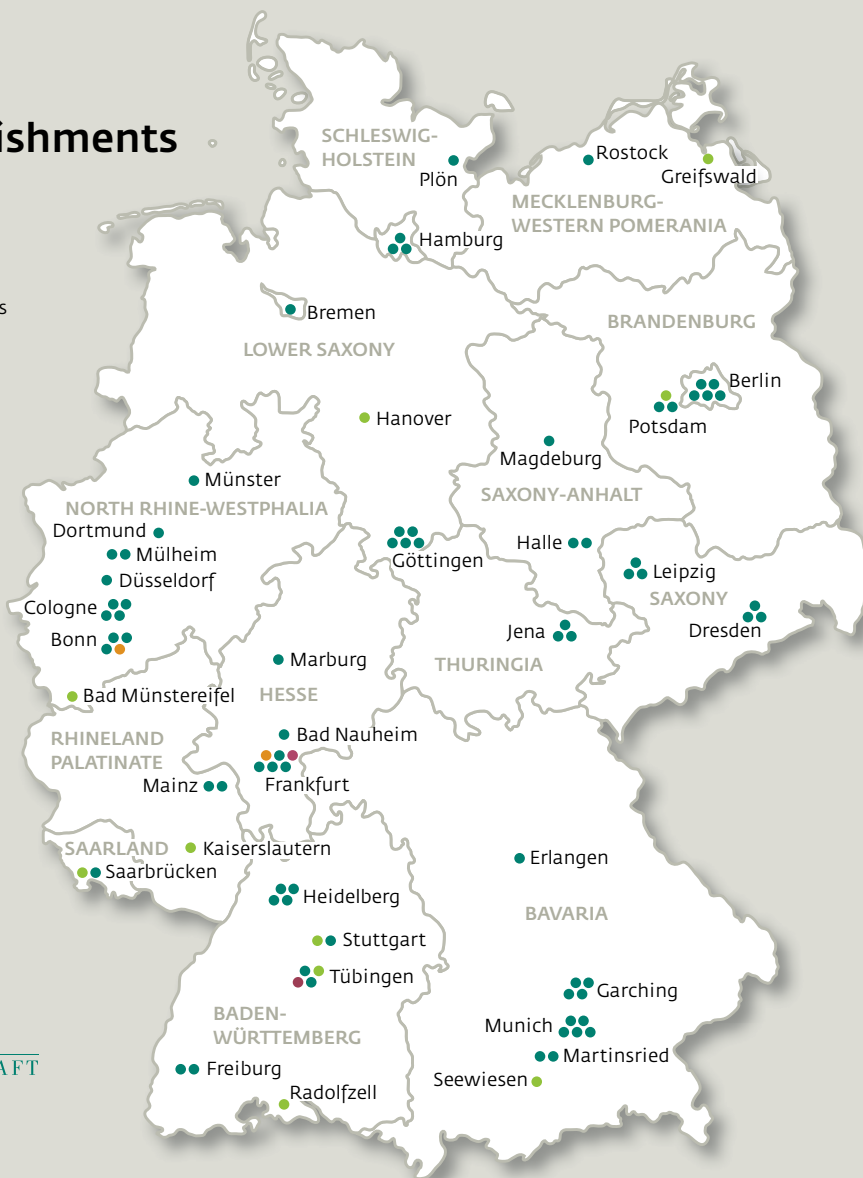 ishments
s
SCHLESWIG-
HOLSTEIN
Plön
Rostock
Greifswald
MECKLENBURG-
WESTERN POMERANIA
Hamburg
Bremen
LOWER SAXONY
BRANDENBURG
Berlin
Potsdam
Hanover
Magdeburg
SAXONY-ANHALT
Münster
NORTH RHINE-WESTPHALIA
Dortmund
Mülheim
Düsseldorf
Cologne
Bonn
Göttingen
Halle
Leipzig
SAXONY
Dresden
Jena
THURINGIA
Marburg
HESSE
Bad Münstereifel
RHINELAND
PALATINATE
Bad Nauheim
Frankfurt
Mainz
SAARLAND
Kaiserslautern
Saarbrücken
Erlangen
Heidelberg
BAVARIA
Stuttgart
Tübingen
Garching
BADEN-
WÜRTTEMBERG
Munich
Martinsried
AFT
Freiburg
Seewiesen
Radolfzell